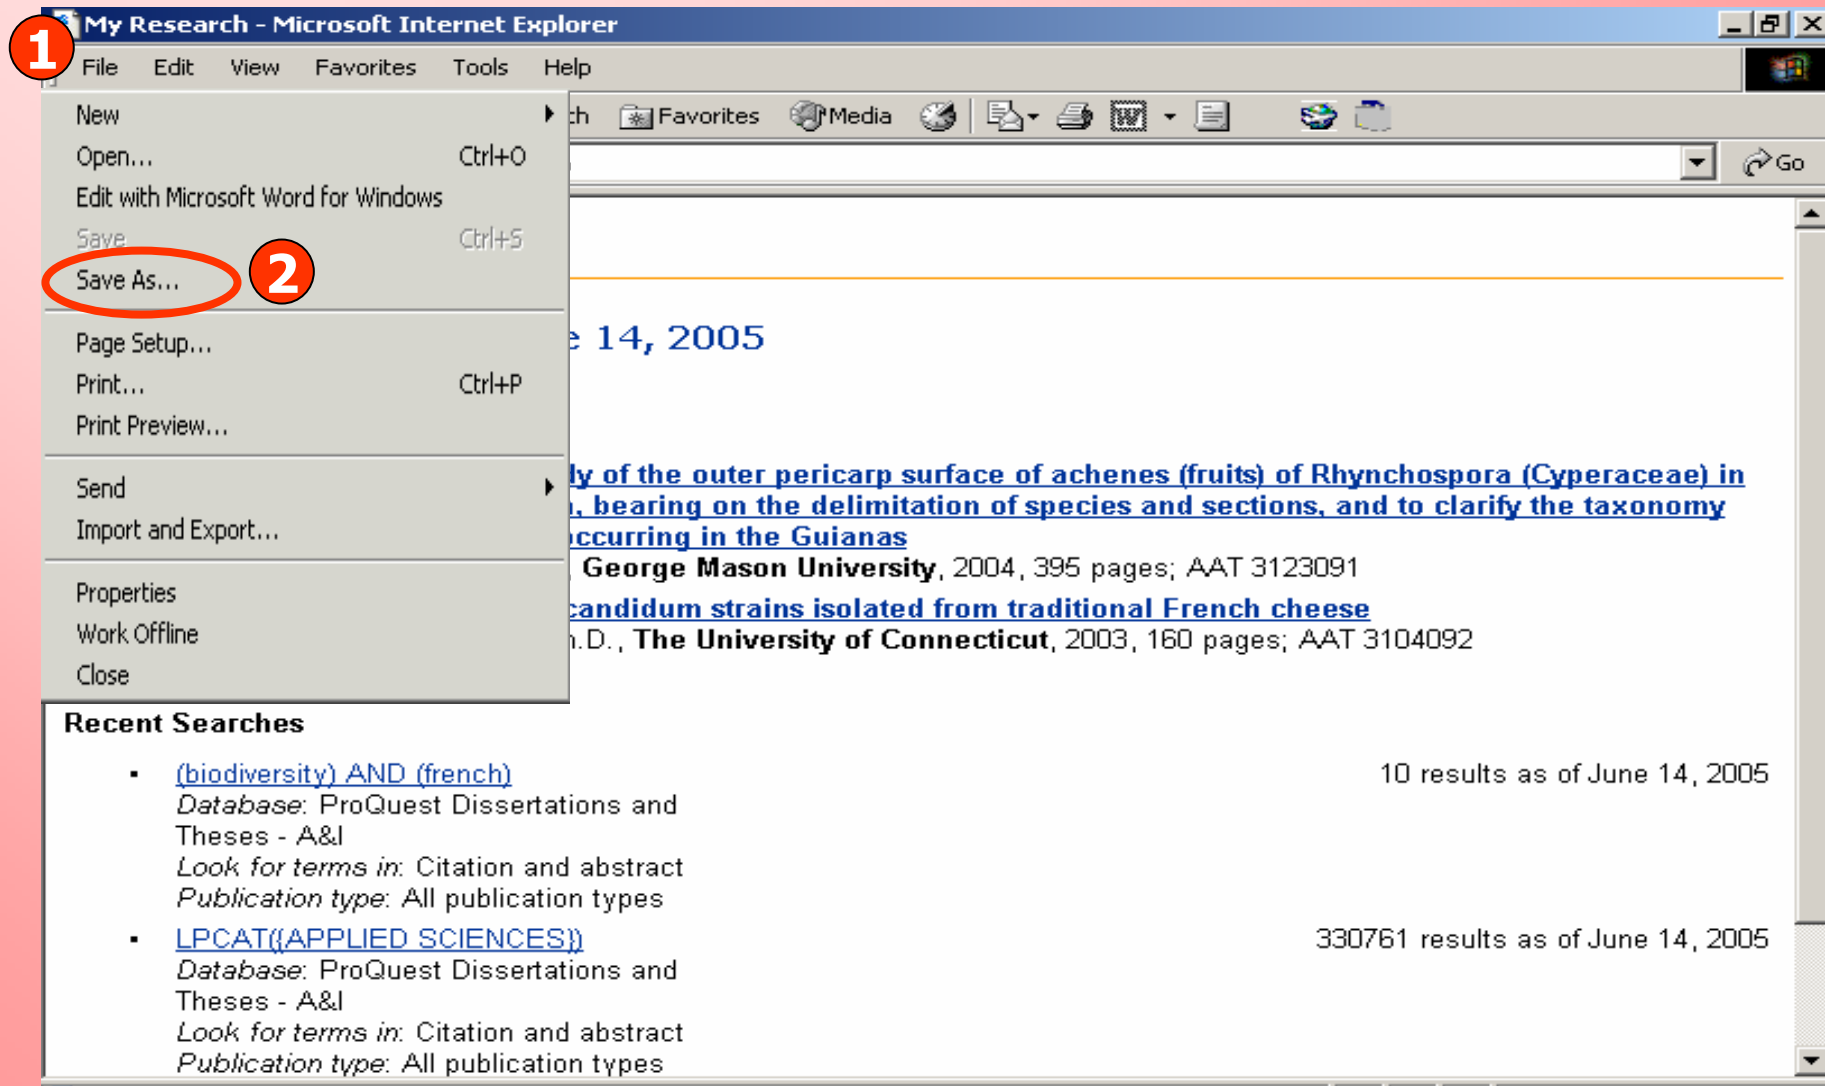 1
My Research - Microsoft Internet Explorer
File Edit View Favorites Tools Help
New
ch Favorites Media
Open... Ctrl+O
Go
Edit with Microsoft Word for Windows
Save Ctrl+S
Save As... 2
Page Setup...
e 14, 2005
Print... Ctrl+P
Print Preview...
Send
ly of the outer pericarp surface of achenes (fruits) of Rhynchospora (Cyperaceae) in
, bearing on the delimitation of species and sections, and to clarify the taxonomy
Import and Export...
occurring in the Guianas
, George Mason University, 2004, 395 pages; AAT 3123091
Properties
candidum strains isolated from traditional French cheese
Work Offline
.D., The University of Connecticut, 2003, 160 pages; AAT 3104092
Close
Recent Searches
▪ (biodiversity) AND (french) 10 results as of June 14, 2005
Database: ProQuest Dissertations and
Theses - A&I
Look for terms in: Citation and abstract
Publication type: All publication types
▪ LPCAT({APPLIED SCIENCES}) 330761 results as of June 14, 2005
Database: ProQuest Dissertations and
Theses - A&I
Look for terms in: Citation and abstract
Publication type: All publication types